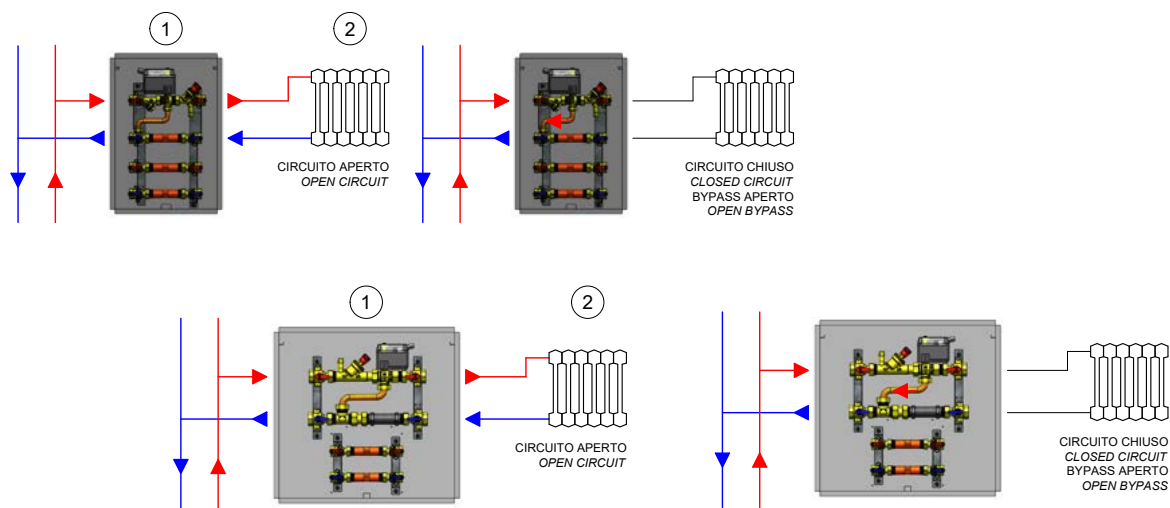 1
2
CIRCUITO APERTO
OPEN CIRCUIT
CIRCUITO CHIUSO
CLOSED CIRCUIT
BYPASS APERTO
OPEN BYPASS
1
2
CIRCUITO APERTO
OPEN CIRCUIT
CIRCUITO CHIUSO
CLOSED CIRCUIT
BYPASS APERTO
OPEN BYPASS